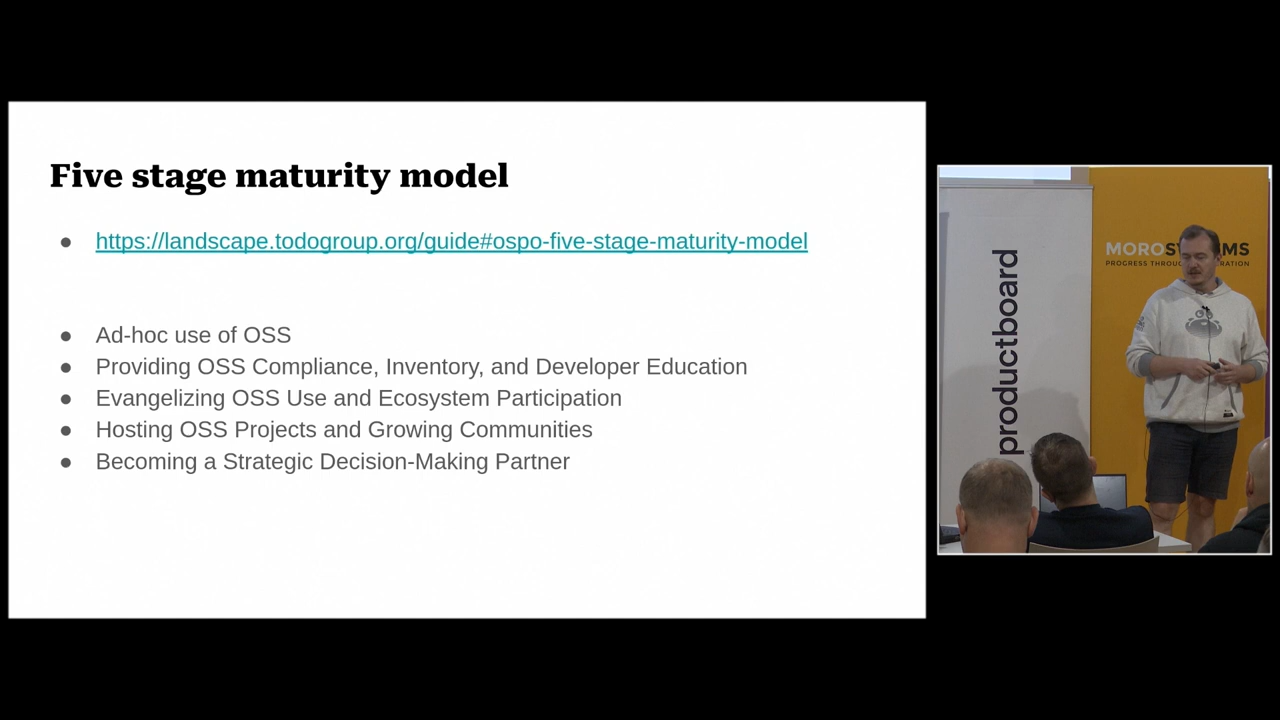 Five stage maturity model
https://landscape.todogroup.org/guide#ospo-five-stage-maturity-model
Ad-hoc use of OSS
Providing OSS Compliance, Inventory, and Developer Education
Evangelizing OSS Use and Ecosystem Participation
Hosting OSS Projects and Growing Communities
Becoming a Strategic Decision-Making Partner
productboard